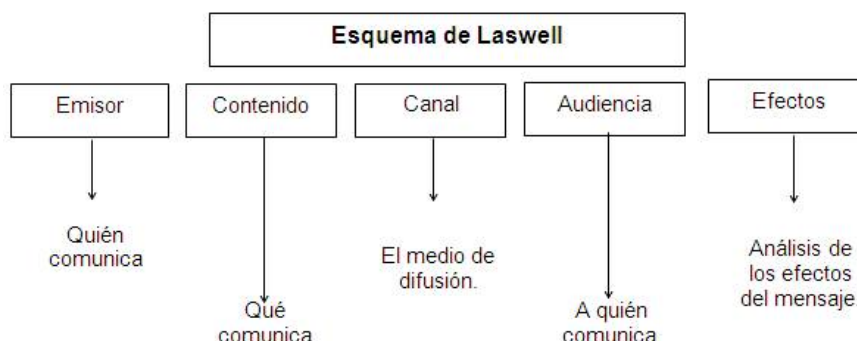 Esquema de Laswell
Emisor
Contenido
Canal
Audiencia
Efectos
Quién
comunica
Qué
comunica
El medio de
difusión.
A quién
comunica
Análisis de
los efectos
del mensaje.